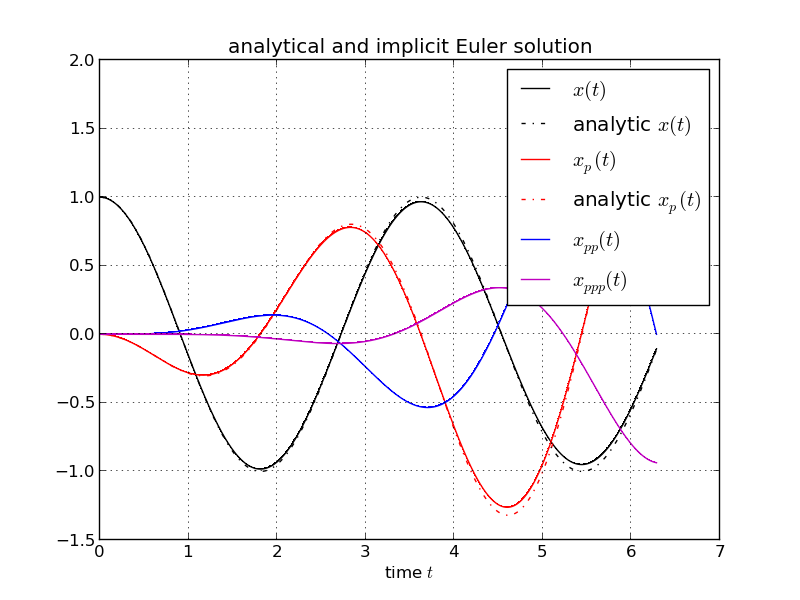 analytical and implicit Euler solution
2.0
1.5
1.0
0.5
0.0
−0.5
−1.0
−1.5
x(t)
analytic x(t)
x_p(t)
analytic x_p(t)
x_pp(t)
x_ppp(t)
0 1 2 3 4 5 6 7
time t